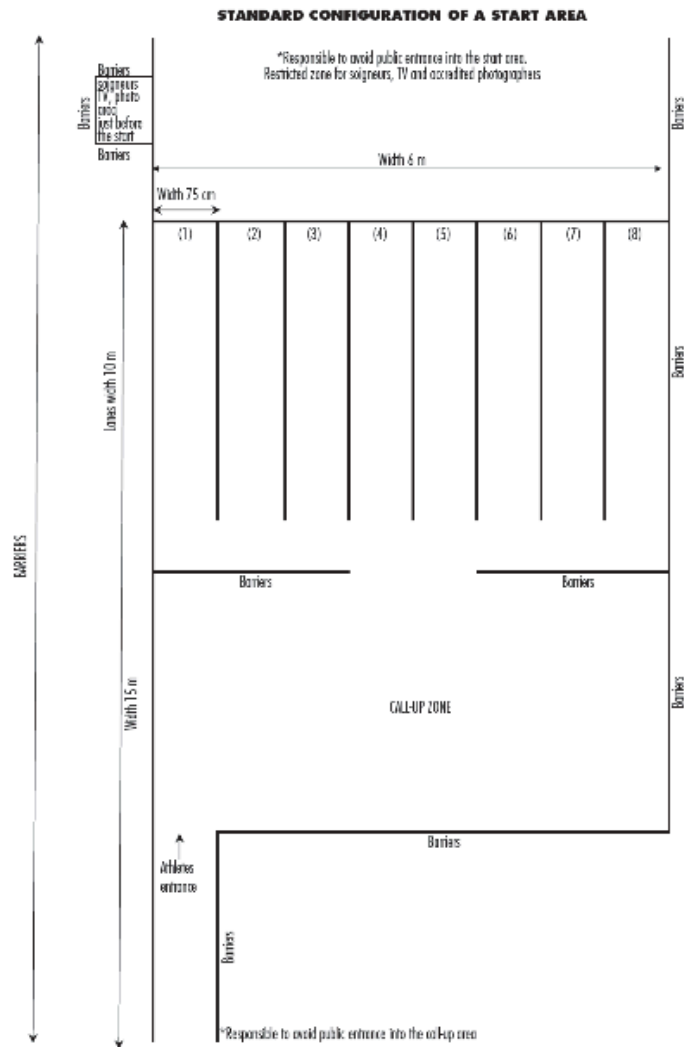 STANDARD CONFIGURATION OF A START AREA
*Responsible to avoid public entrance into the start area.
Restricted zone for soigneurs, TV and accredited photographers
Barriers
Barriers
soigneurs
TV, photo
area
just before
the start
Barriers
Barriers
Width 6 m
Width 75 cm
(1)
(2)
(3)
(4)
(5)
(6)
(7)
(8)
Lanes width 10 m
Barriers
BARRIERS
Barriers
Barriers
Width 15 m
CALL-UP ZONE
Barriers
Barriers
Athletes
entrance
Barriers
*Responsible to avoid public entrance into the call-up area